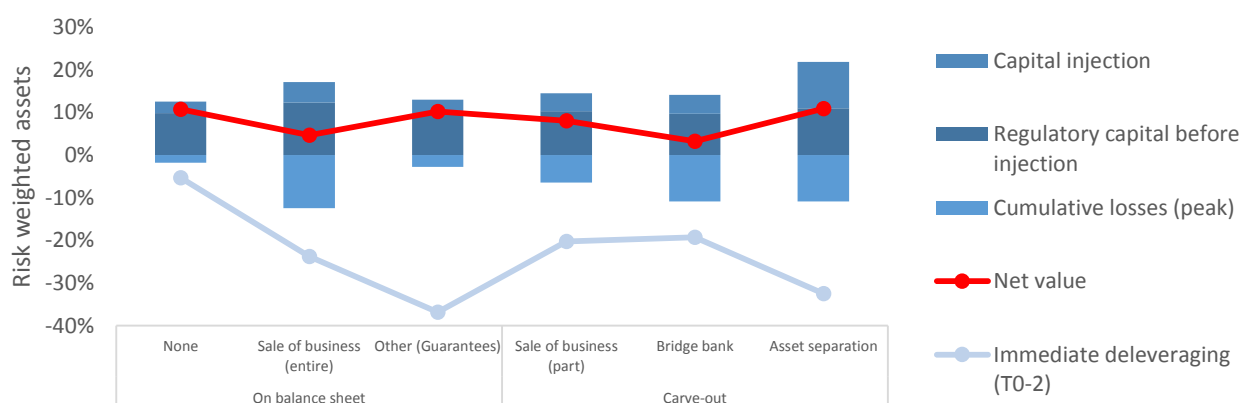 30%
20%
10%
0%
-10%
-20%
-30%
-40%
Risk weighted assets
None
Sale of business
(entire)
Other (Guarantees)
Sale of business
(part)
Bridge bank
Asset separation
On balance sheet
Carve-out
Capital injection
Regulatory capital before
injection
Cumulative losses (peak)
Net value
Immediate deleveraging
(T0-2)